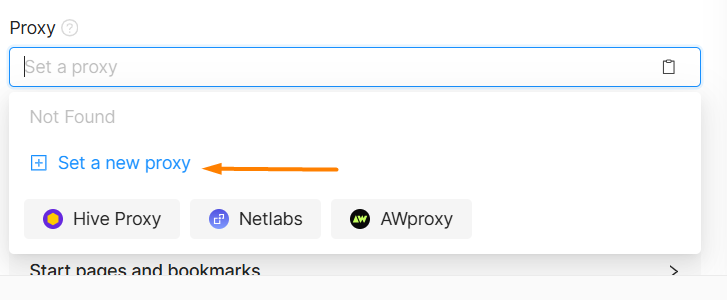 Proxy ?
Set a proxy
Not Found
Set a new proxy
Hive Proxy Netlabs AW AWproxy
Start pages and bookmarks